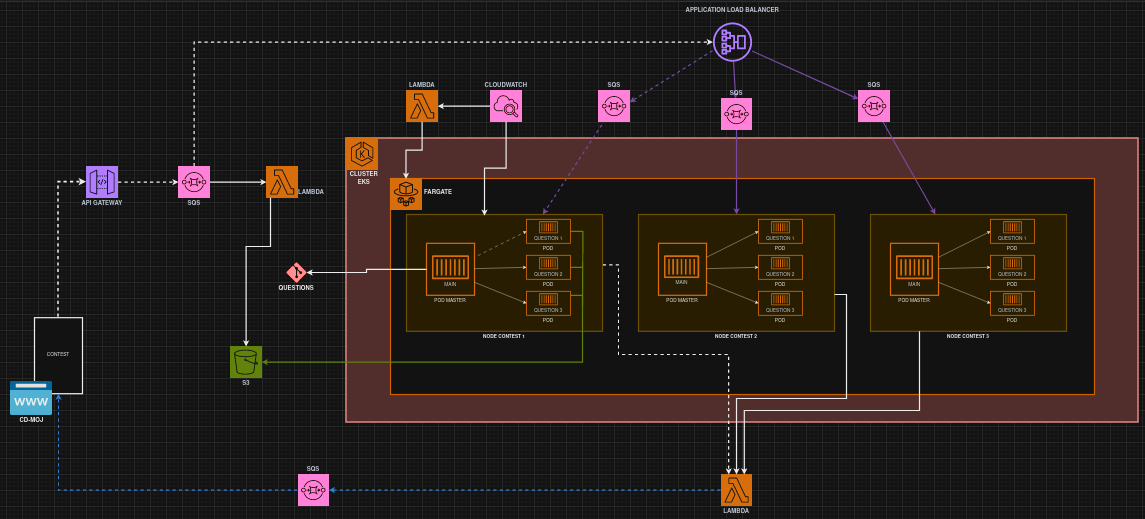 APPLICATION LOAD BALANCER
LAMBDA
CLOUDWATCH
SQS
SQS
SQS
CLUSTER
EKS
FARGATE
API GATEWAY
SQS
LAMBDA
QUESTIONS
MAIN
POD MASTER
QUESTION 1
POD
QUESTION 2
POD
QUESTION 3
POD
NODE CONTEST 1
MAIN
POD MASTER
QUESTION 1
POD
QUESTION 2
POD
QUESTION 3
POD
NODE CONTEST 2
MAIN
POD MASTER
QUESTION 1
POD
QUESTION 2
POD
QUESTION 3
POD
NODE CONTEST 3
CONTEST
S3
WWW
CD-MOJ
SQS
LAMBDA